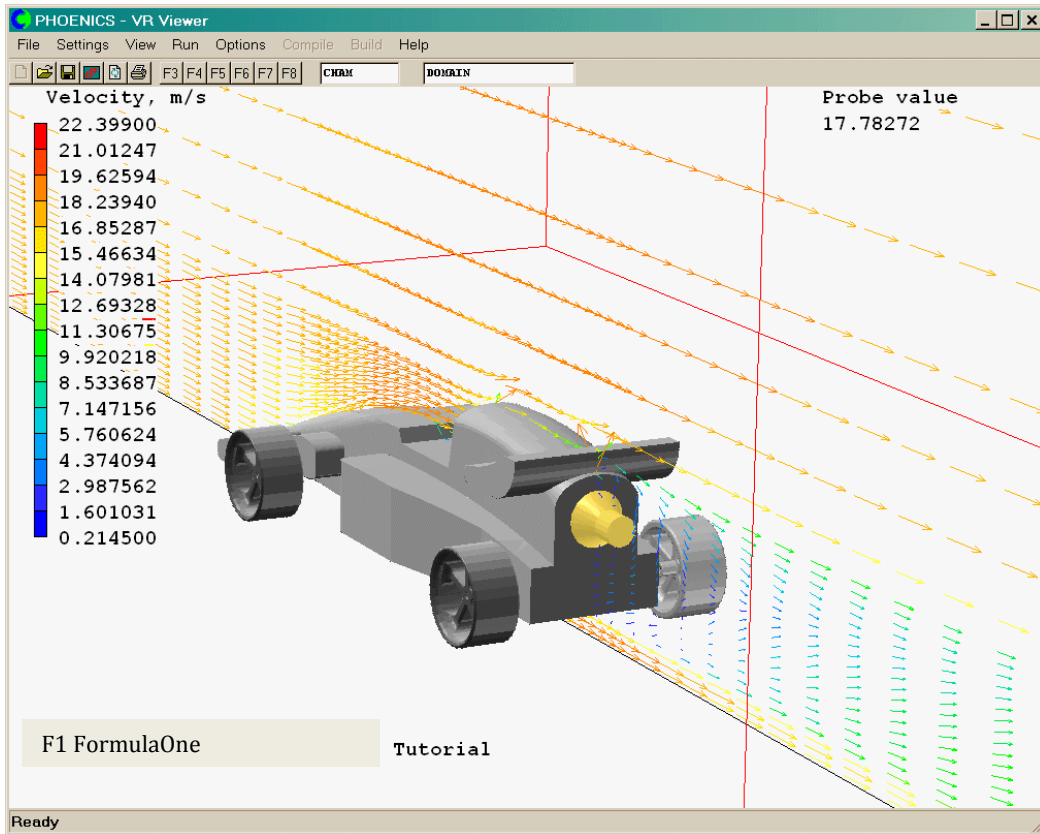 PHOENICS - VR Viewer
File Settings View Run Options Compile Build Help
F3 F4 F5 F6 F7 F8 CHAM DOMAIN
Velocity, m/s
Probe value
17.78272
22.39900
21.01247
19.62594
18.23940
16.85287
15.46634
14.07981
12.69328
11.30675
9.920218
8.533687
7.147156
5.760624
4.374094
2.987562
1.601031
0.214500
F1 FormulaOne
Tutorial
Ready